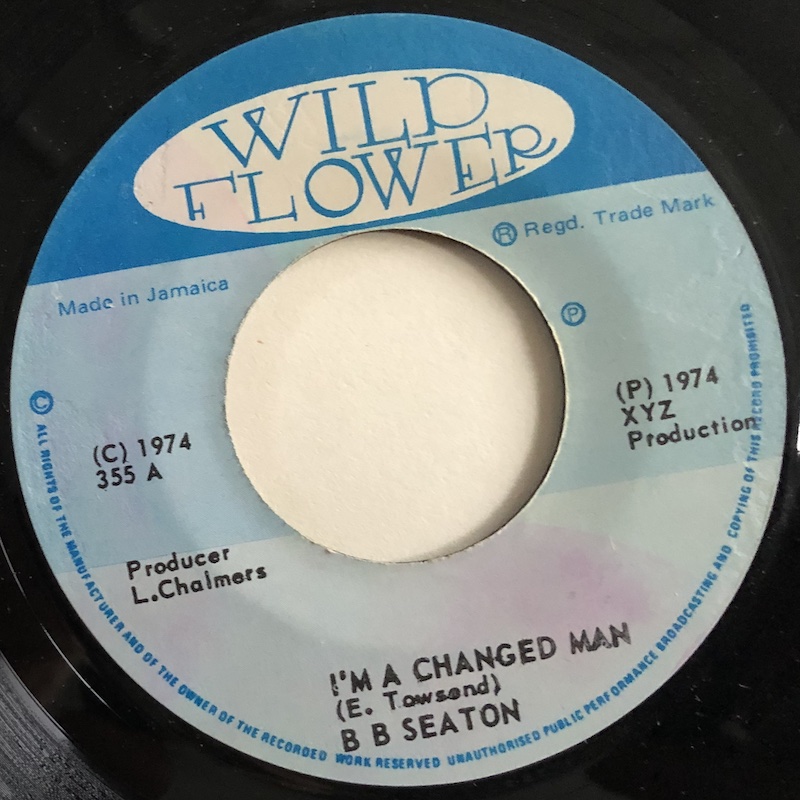 WILD
FLOWER
Ⓡ Regd. Trade Mark
Made in Jamaica
Ⓟ
(C) 1974
355 A
(P) 1974
XYZ
Production
Producer
L.Chalmers
I'M A CHANGED MAN
(E. Towsend)
B B SEATON
© ALL RIGHTS OF THE MANUFACTURER AND OF THE OWNER OF THE RECORDED WORK RESERVED UNAUTHORISED PUBLIC PERFORMANCE BROADCASTING AND COPYING OF THIS RECORD PROHIBITED